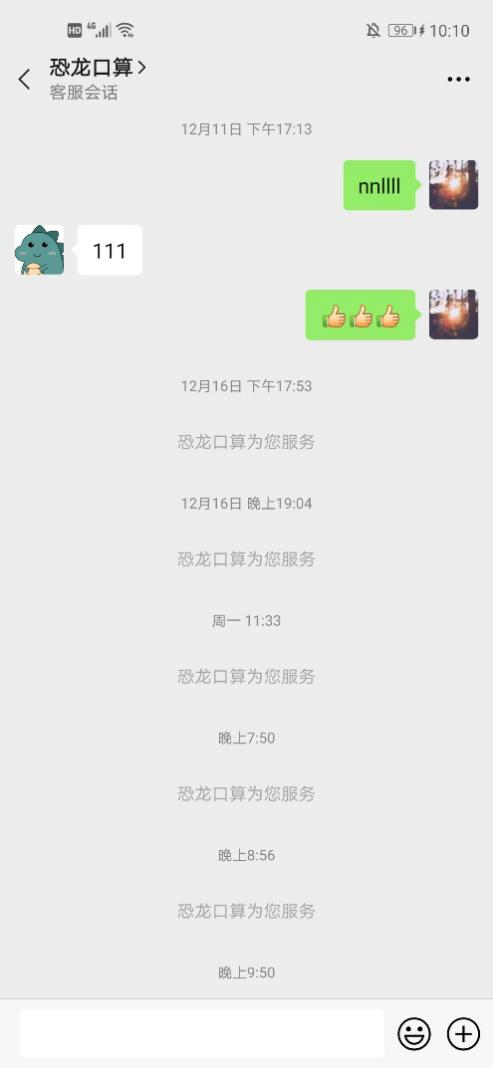 HD 4G 96 10:10
恐龙口算
客服会话
12月11日 下午17:13
nnllll
111
👍👍👍
12月16日 下午17:53
恐龙口算为您服务
12月16日 晚上19:04
恐龙口算为您服务
周一 11:33
恐龙口算为您服务
晚上7:50
恐龙口算为您服务
晚上8:56
恐龙口算为您服务
晚上9:50